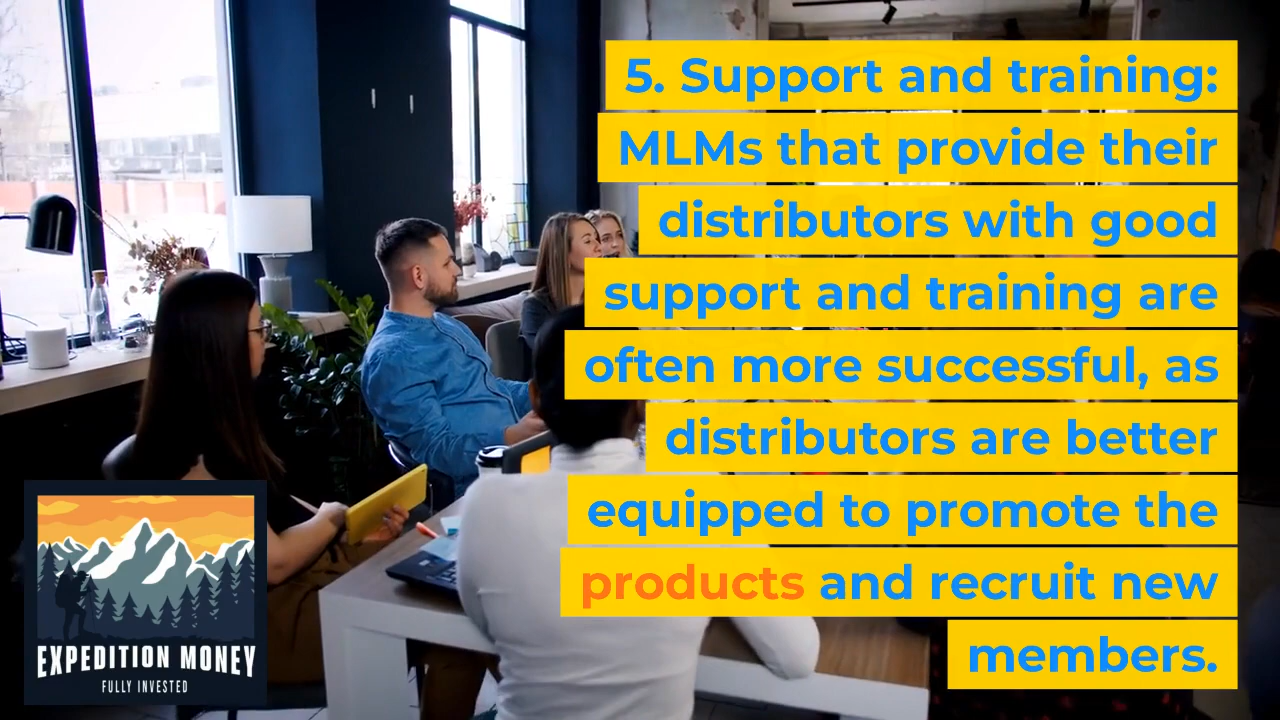 5. Support and training:
MLMs that provide their
distributors with good
support and training are
often more successful, as
distributors are better
equipped to promote the
products and recruit new
members.
EXPEDITION MONEY
FULLY INVESTED